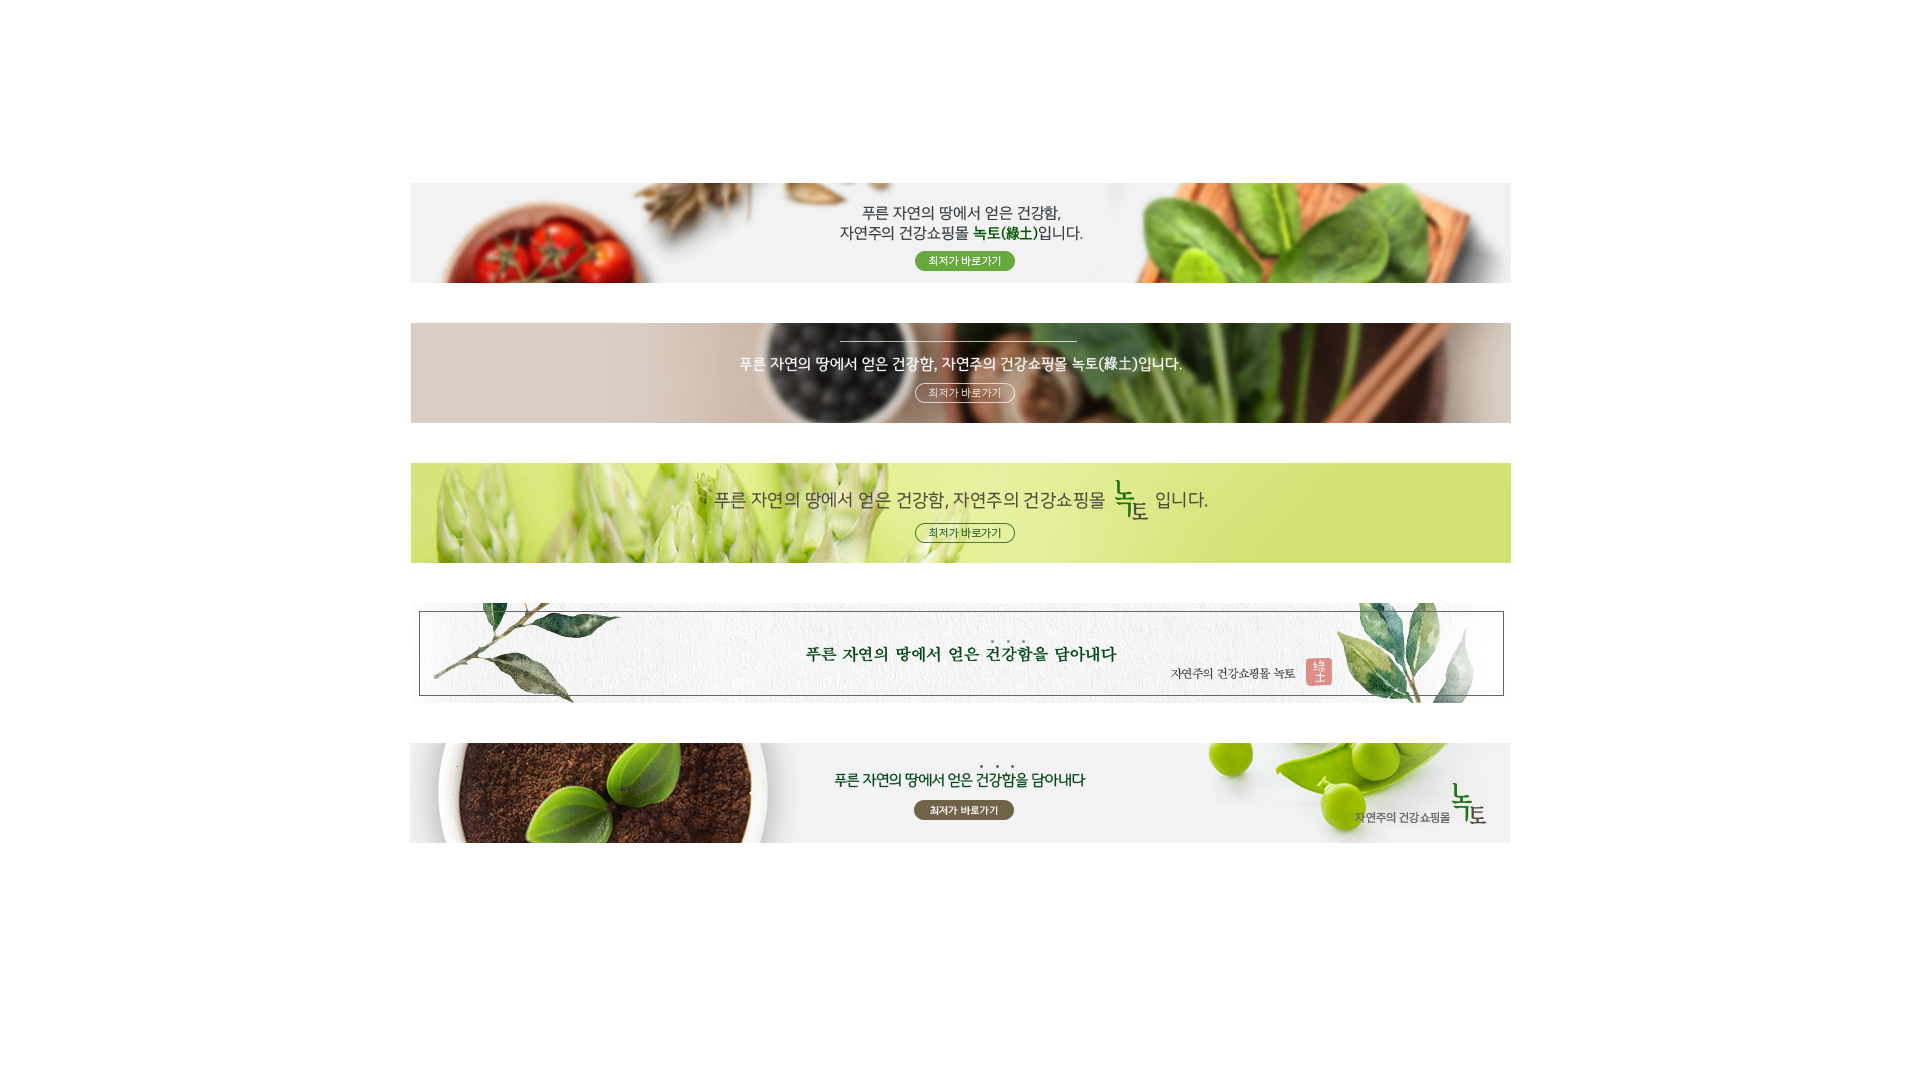 푸른 자연의 땅에서 얻은 건강함,
자연주의 건강쇼핑몰 녹토(綠土)입니다.
최저가 바로가기
푸른 자연의 땅에서 얻은 건강함, 자연주의 건강쇼핑몰 녹토(綠土)입니다.
최저가 바로가기
푸른 자연의 땅에서 얻은 건강함, 자연주의 건강쇼핑몰 녹토 입니다.
최저가 바로가기
푸른 자연의 땅에서 얻은 건강함을 담아내다
자연주의 건강쇼핑몰 녹토 綠土
푸른 자연의 땅에서 얻은 건강함을 담아내다
최저가 바로가기
자연주의 건강쇼핑몰 녹토